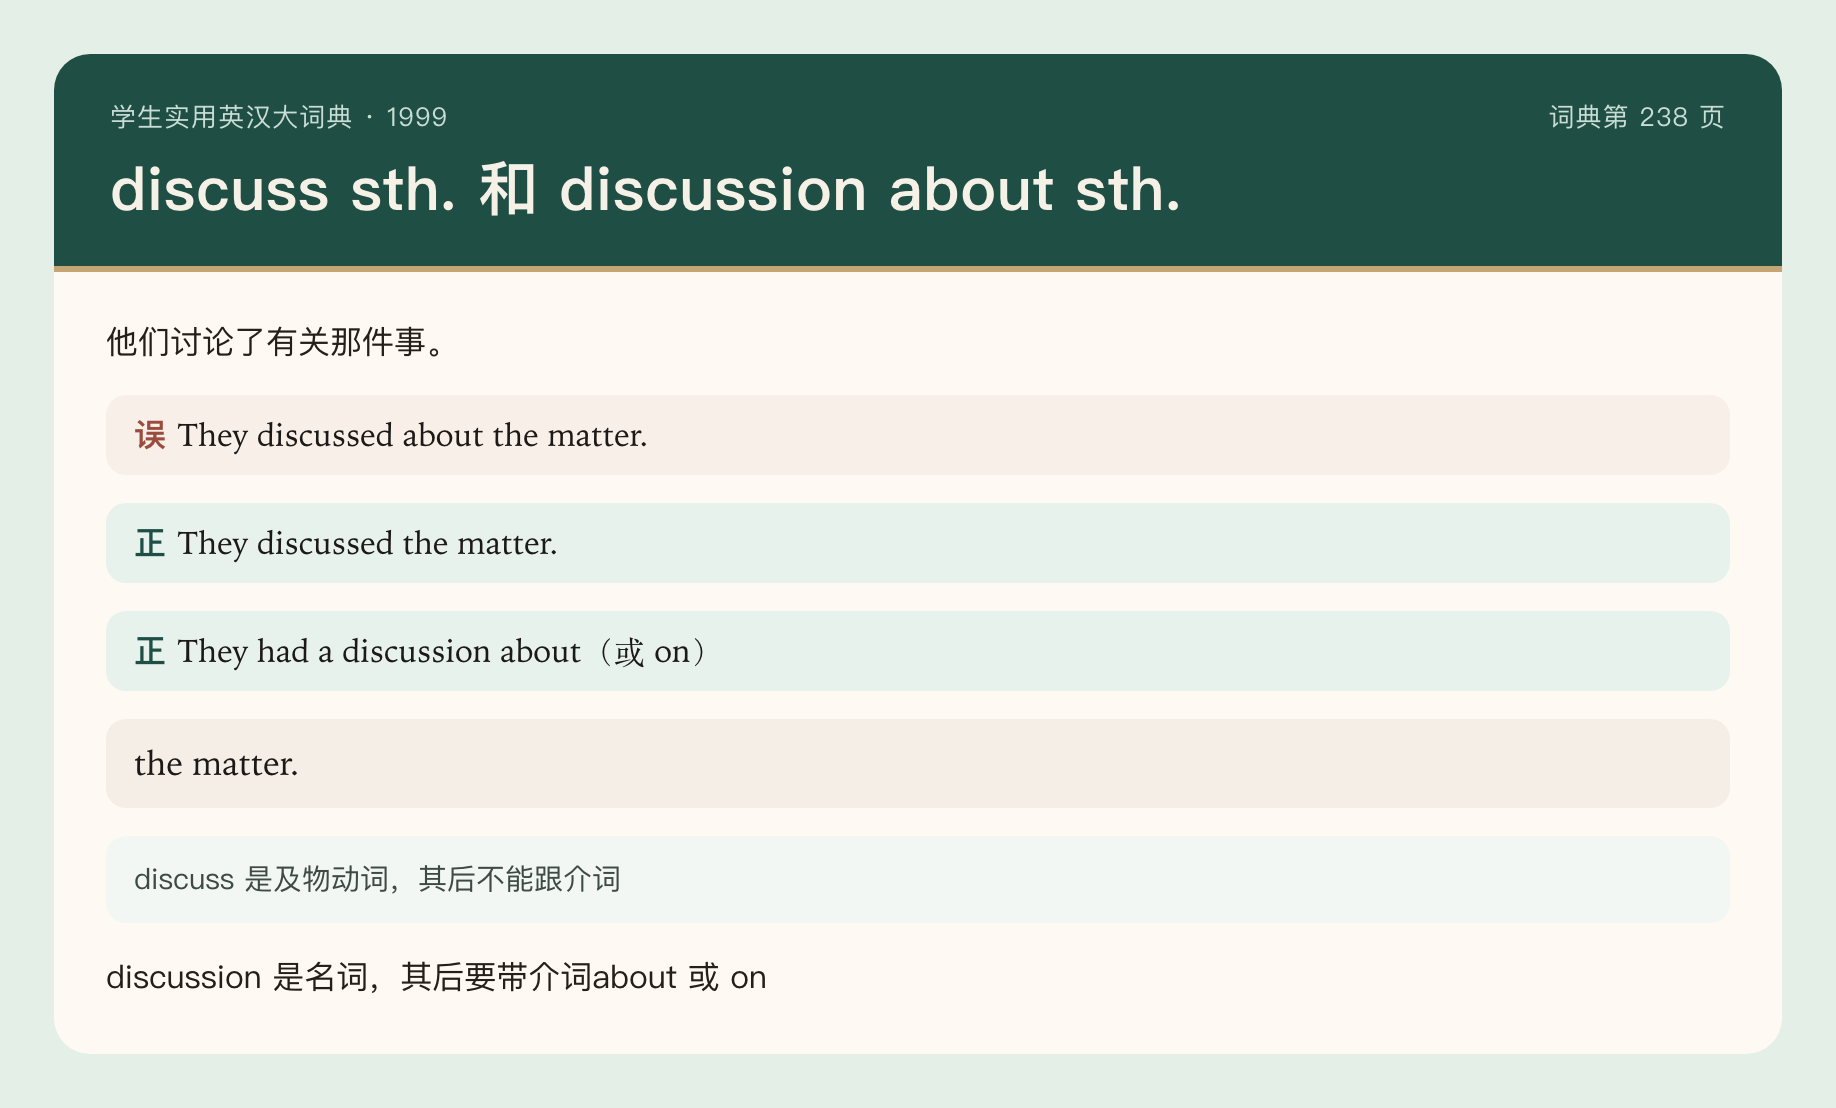 学生实用英汉大词典 · 1999
词典第 238 页
discuss sth. 和 discussion about sth.
他们讨论了有关那件事。
误 They discussed about the matter.
正 They discussed the matter.
正 They had a discussion about（或 on）
the matter.
discuss 是及物动词，其后不能跟介词
discussion 是名词，其后要带介词about 或 on